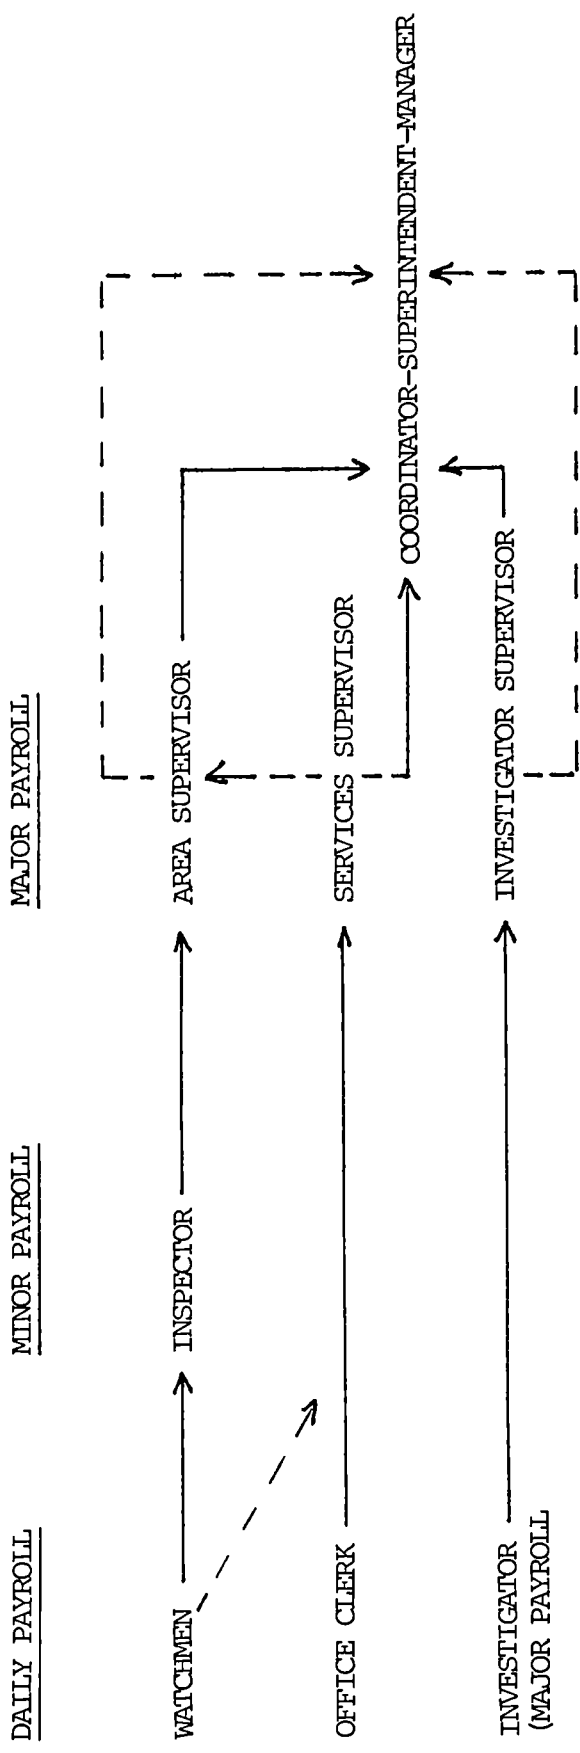 DAILY PAYROLL
MINOR PAYROLL
MAJOR PAYROLL
WATCHMEN
INSPECTOR
AREA SUPERVISOR
OFFICE CLERK
SERVICES SUPERVISOR
COORDINATOR-SUPERINTENDENT-MANAGER
INVESTIGATOR
(MAJOR PAYROLL
INVESTIGATOR SUPERVISOR